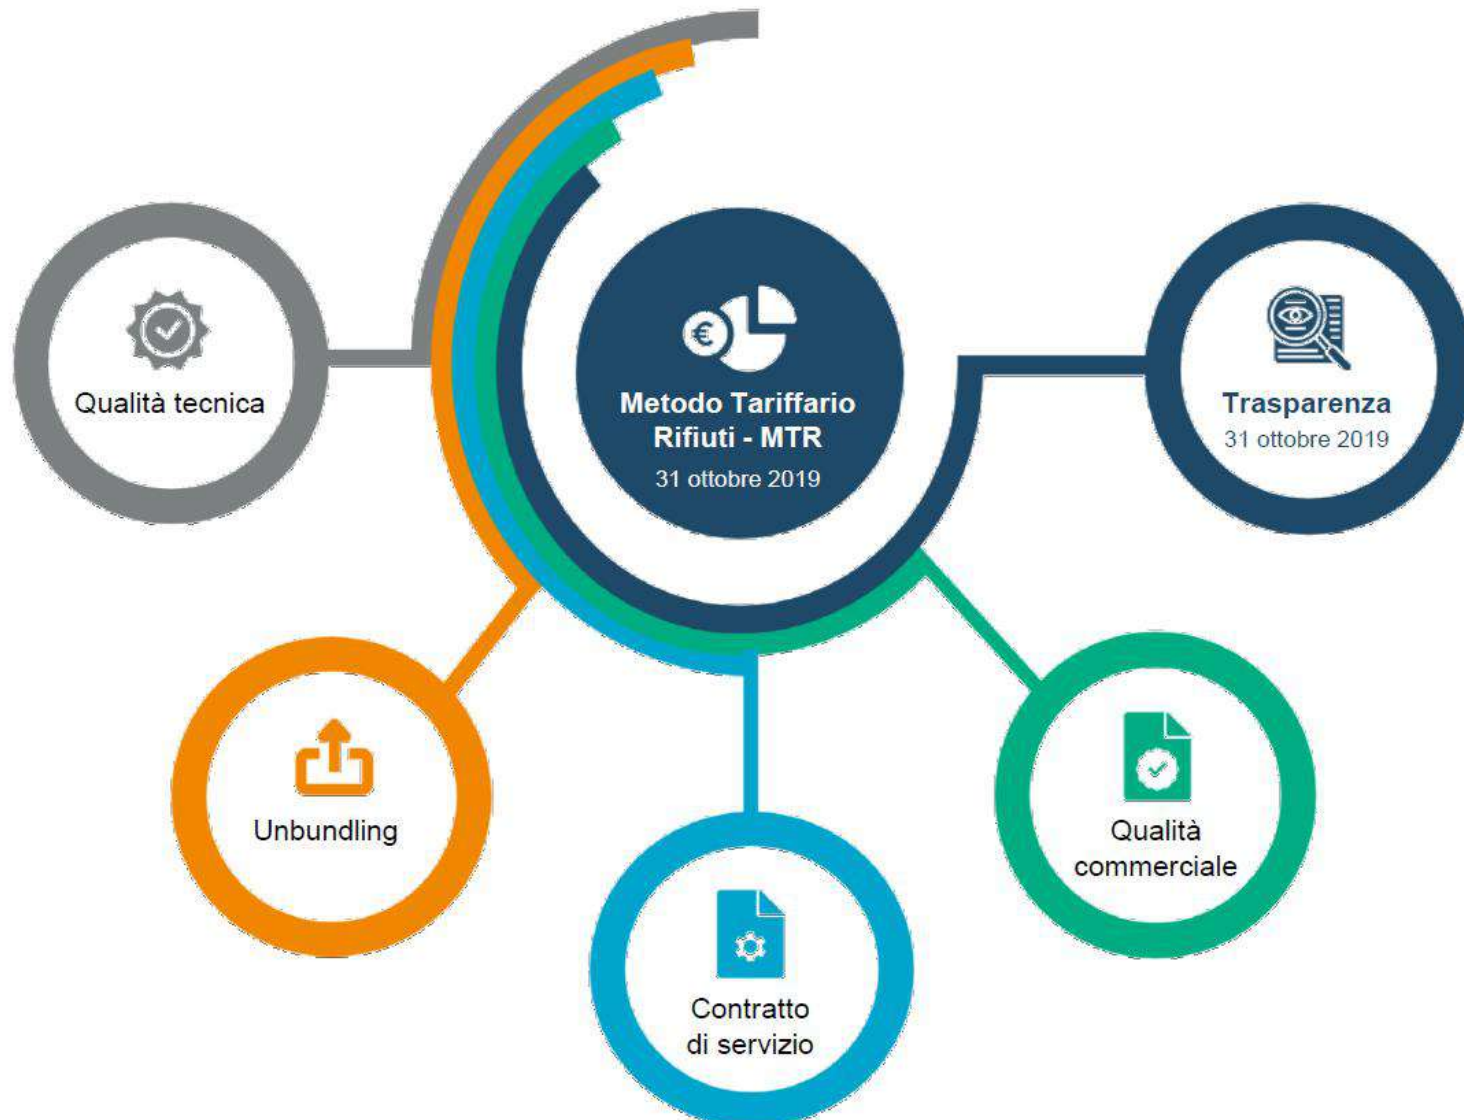 Metodo Tariffario
Rifiuti - MTR
31 ottobre 2019
€
Qualità tecnica
Trasparenza
31 ottobre 2019
Unbundling
Qualità
commerciale
Contratto
di servizio